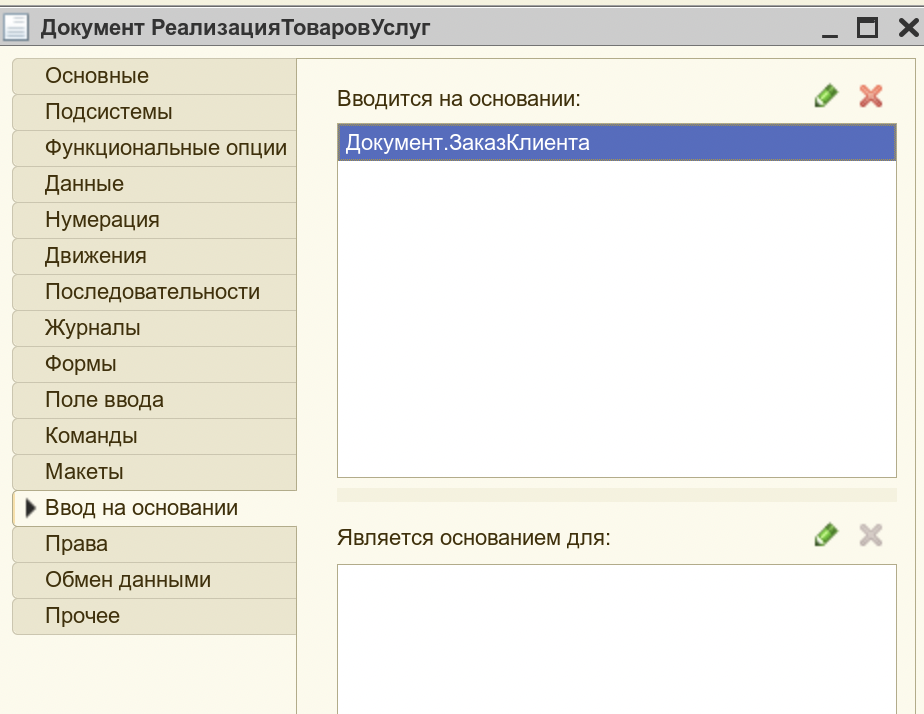 Документ РеализацияТоваровУслуг
Основные
Подсистемы
Функциональные опции
Данные
Нумерация
Движения
Последовательности
Журналы
Формы
Поле ввода
Команды
Макеты
Ввод на основании
Права
Обмен данными
Прочее
Вводится на основании:
Документ.ЗаказКлиента
Является основанием для: